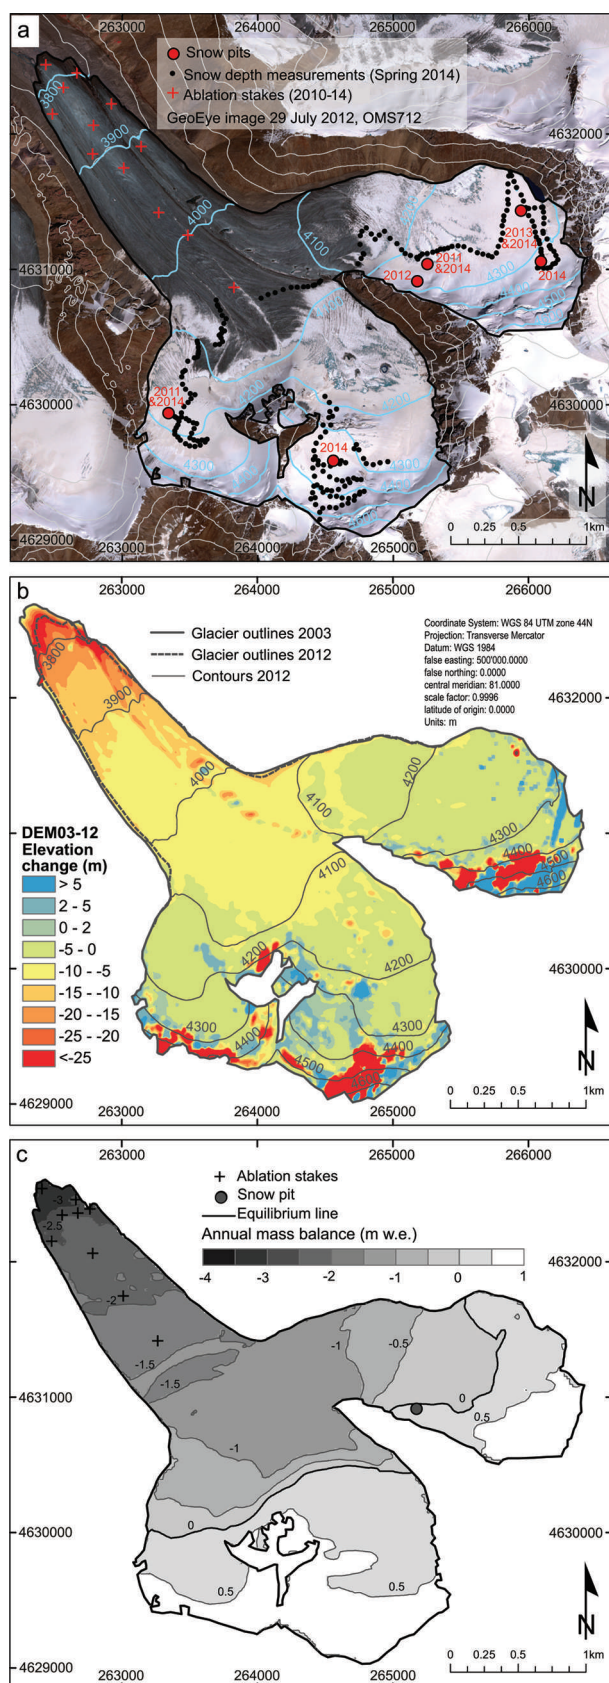 263000 264000 265000 266000
a
Snow pits
Snow depth measurements (Spring 2014)
Ablation stakes (2010-14)
GeoEye image 29 July 2012, OMS712
3800
3900
4632000
4000
4100
4200
2013
&2014
4631000
2011
&2014
2012
2014
4300
4300
2011
&2014
4200
4300
4630000
2014
4300
4300
4400
N
0 0.25 0.5 1km
4629000
263000 264000 265000 266000
b
263000 264000 265000 266000
Glacier outlines 2003
Glacier outlines 2012
Contours 2012
Coordinate System: WGS 84 UTM zone 44N
Projection: Transverse Mercator
Datum: WGS 1984
false easting: 500'000.0000
false northing: 0.0000
central meridian: 81.0000
scale factor: 0.9996
latitude of origin: 0.0000
Units: m
3800
3900
4632000
4000
4200
4100
4300
4400
4500
4600
DEM03-12
Elevation
change (m)
> 5
2 - 5
0 - 2
-5 - 0
-10 - -5
-15 - -10
-20 - -15
-25 - -20
<-25
4100
4200
4200
4630000
4300
4400
4300
4400
4500
4600
N
0 0.25 0.5 1km
4629000
263000 264000 265000 266000
c
Ablation stakes
Snow pit
Equilibrium line
Annual mass balance (m w.e.)
-4 -3 -2 -1 0 1
-3
-2.5
4632000
-2
-1.5
-1.5
-1
-0.5
0
0.5
4631000
-1
0
4630000 4630000
0.5
0.5
N
0 0.25 0.5 1km
4629000
263000 264000 265000